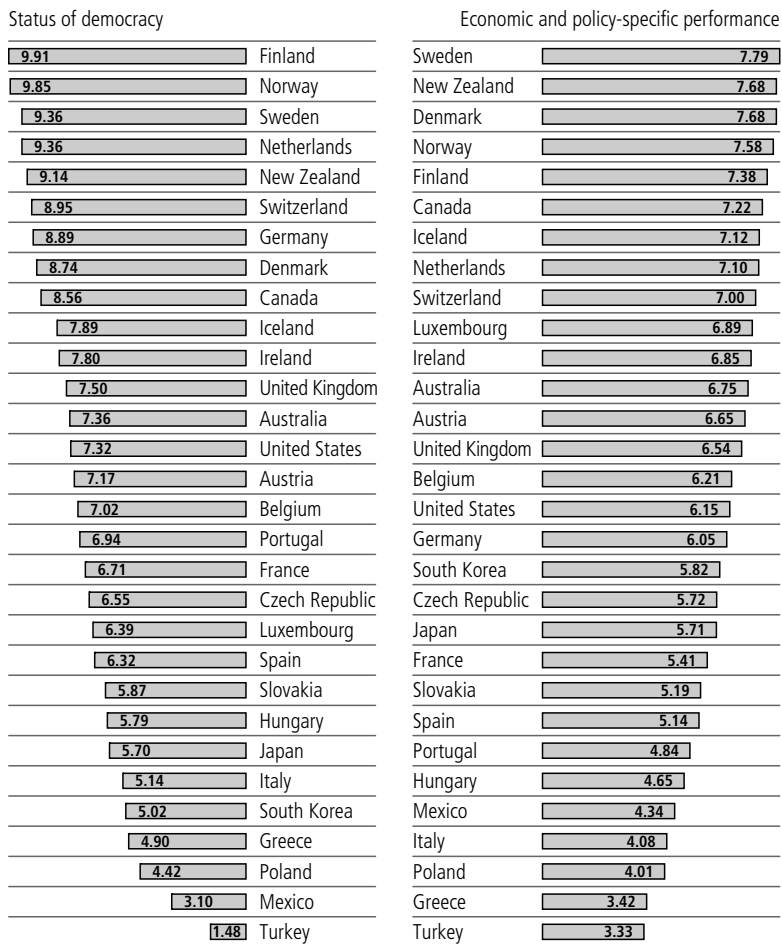 Status of democracy
9.91 Finland
9.85 Norway
9.36 Sweden
9.36 Netherlands
9.14 New Zealand
8.95 Switzerland
8.89 Germany
8.74 Denmark
8.56 Canada
7.89 Iceland
7.80 Ireland
7.50 United Kingdom
7.36 Australia
7.32 United States
7.17 Austria
7.02 Belgium
6.94 Portugal
6.71 France
6.55 Czech Republic
6.39 Luxembourg
6.32 Spain
5.87 Slovakia
5.79 Hungary
5.70 Japan
5.14 Italy
5.02 South Korea
4.90 Greece
4.42 Poland
3.10 Mexico
1.48 Turkey
Economic and policy-specific performance
Sweden 7.79
New Zealand 7.68
Denmark 7.68
Norway 7.58
Finland 7.38
Canada 7.22
Iceland 7.12
Netherlands 7.10
Switzerland 7.00
Luxembourg 6.89
Ireland 6.85
Australia 6.75
Austria 6.65
United Kingdom 6.54
Belgium 6.21
United States 6.15
Germany 6.05
South Korea 5.82
Czech Republic 5.72
Japan 5.71
France 5.41
Slovakia 5.19
Spain 5.14
Portugal 4.84
Hungary 4.65
Mexico 4.34
Italy 4.08
Poland 4.01
Greece 3.42
Turkey 3.33